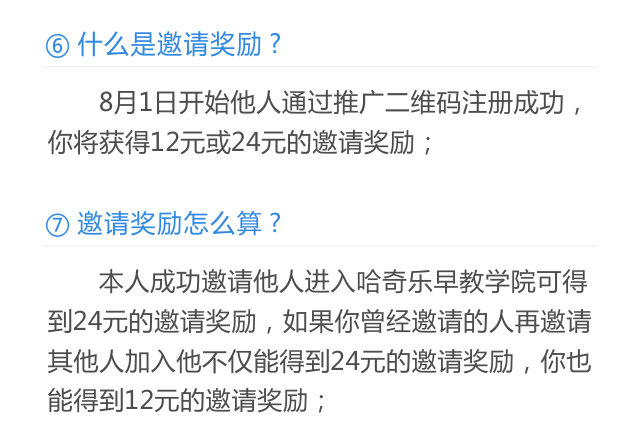 ⑥ 什么是邀请奖励？
8月1日开始他人通过推广二维码注册成功，
你将获得12元或24元的邀请奖励；
⑦ 邀请奖励怎么算？
本人成功邀请他人进入哈奇乐早教学院可得
到24元的邀请奖励，如果你曾经邀请的人再邀请
其他人加入他不仅能得到24元的邀请奖励，你也
能得到12元的邀请奖励；